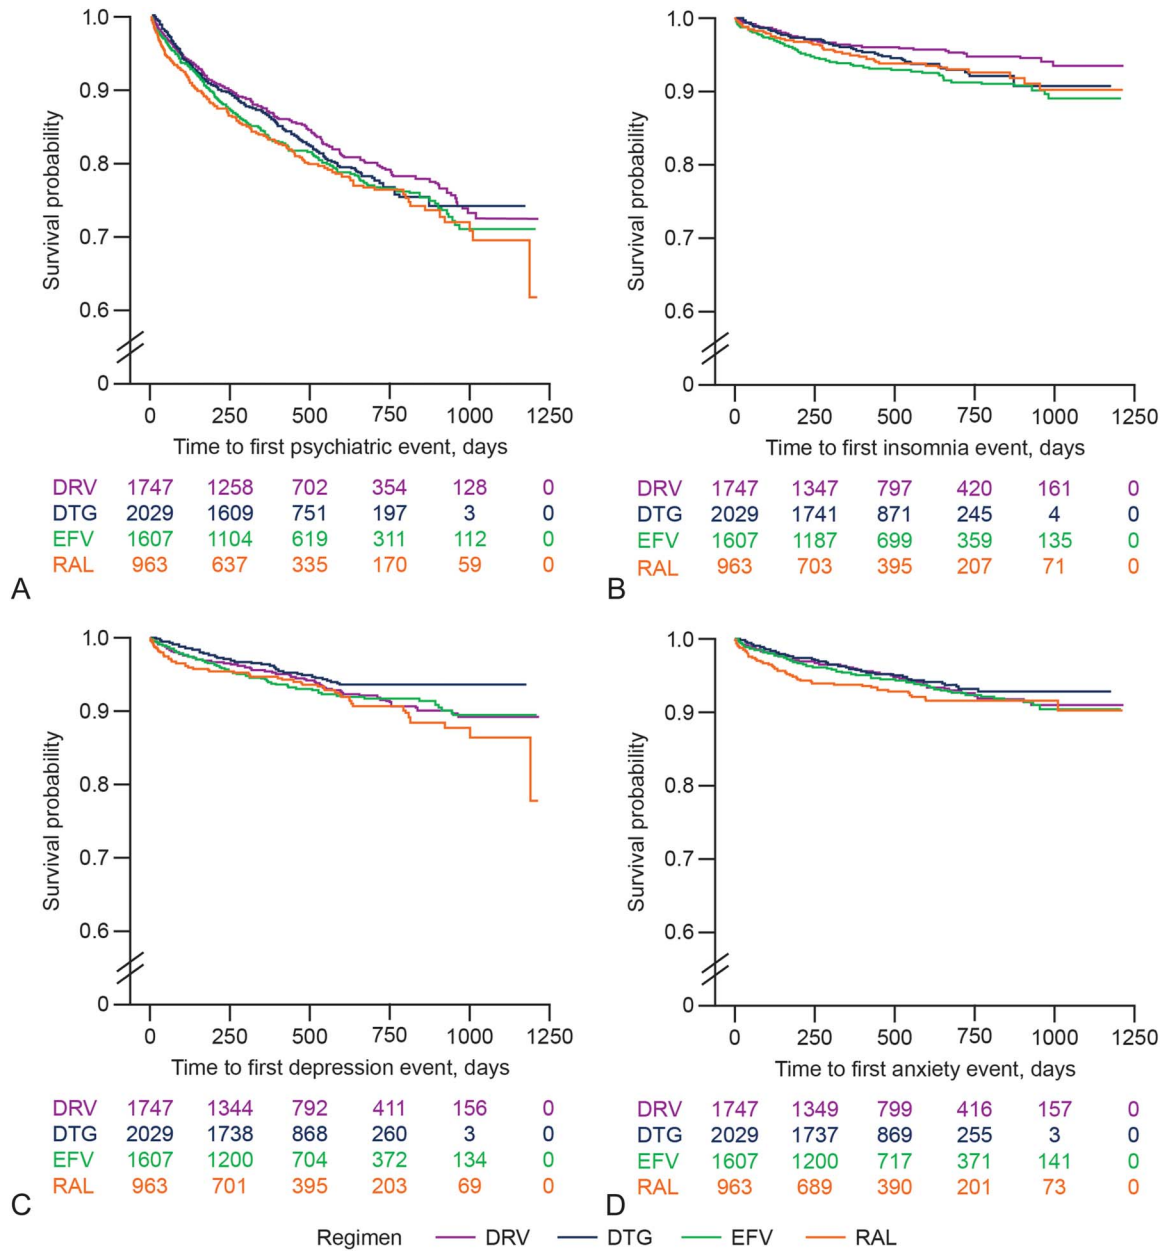 1.0
0.9
0.8
0.7
0.6
0
Survival probability
0 250 500 750 1000 1250
Time to first psychiatric event, days
DRV 1747 1258 702 354 128 0
DTG 2029 1609 751 197 3 0
EFV 1607 1104 619 311 112 0
RAL 963 637 335 170 59 0
A
1.0
0.9
0.8
0.7
0.6
0
Survival probability
0 250 500 750 1000 1250
Time to first insomnia event, days
DRV 1747 1347 797 420 161 0
DTG 2029 1741 871 245 4 0
EFV 1607 1187 699 359 135 0
RAL 963 703 395 207 71 0
B
1.0
0.9
0.8
0.7
0.6
0
Survival probability
0 250 500 750 1000 1250
Time to first depression event, days
DRV 1747 1344 792 411 156 0
DTG 2029 1738 868 260 3 0
EFV 1607 1200 704 372 134 0
RAL 963 701 395 203 69 0
C
1.0
0.9
0.8
0.7
0.6
0
Survival probability
0 250 500 750 1000 1250
Time to first anxiety event, days
DRV 1747 1349 799 416 157 0
DTG 2029 1737 869 255 3 0
EFV 1607 1200 717 371 141 0
RAL 963 689 390 201 73 0
D
Regimen DRV DTG EFV RAL